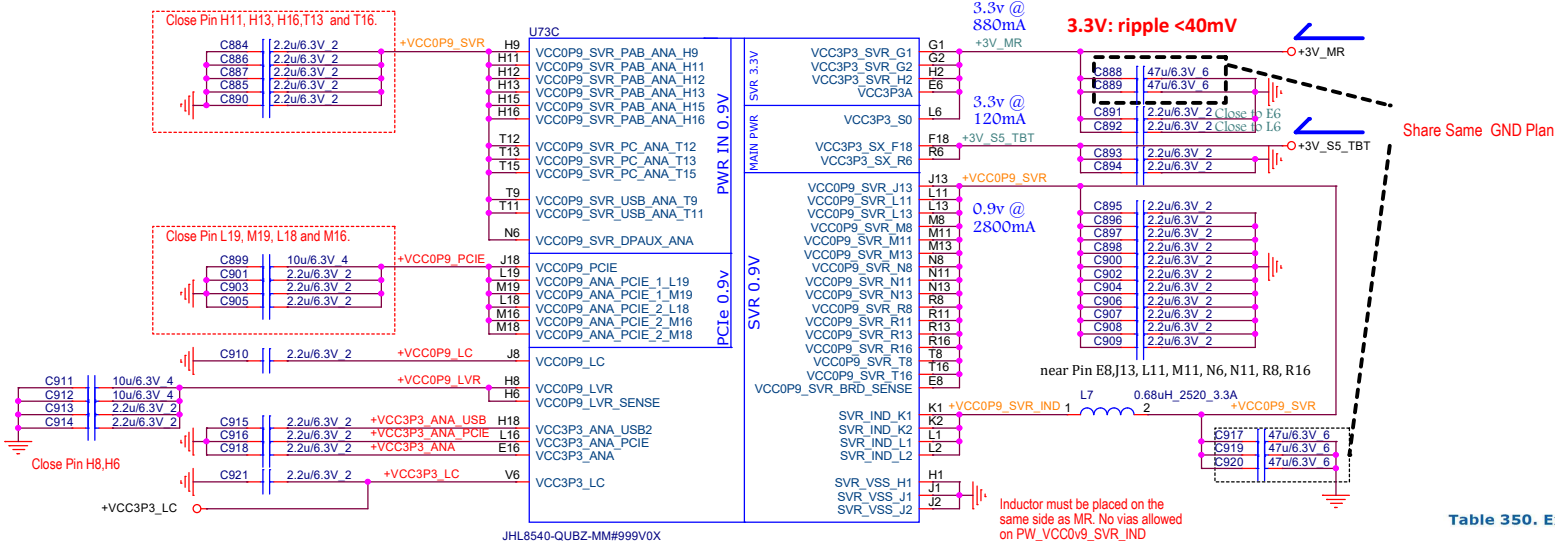 Close Pin H11, H13, H16,T13 and T16.
C884 2.2u/6.3V_2
C886 2.2u/6.3V_2
C887 2.2u/6.3V_2
C885 2.2u/6.3V_2
C890 2.2u/6.3V_2
+VCC0P9_SVR
Close Pin L19, M19, L18 and M16.
C899 10u/6.3V_4
C901 2.2u/6.3V_2
C903 2.2u/6.3V_2
C905 2.2u/6.3V_2
+VCC0P9_PCIE
C910 2.2u/6.3V_2 +VCC0P9_LC
C911 10u/6.3V_4
C912 10u/6.3V_4
C913 2.2u/6.3V_2
C914 2.2u/6.3V_2
+VCC0P9_LVR
Close Pin H8,H6
C915 2.2u/6.3V_2 +VCC3P3_ANA_USB
C916 2.2u/6.3V_2 +VCC3P3_ANA_PCIE
C918 2.2u/6.3V_2 +VCC3P3_ANA
C921 2.2u/6.3V_2 +VCC3P3_LC
+VCC3P3_LC
U73C
H9 VCC0P9_SVR_PAB_ANA_H9
H11 VCC0P9_SVR_PAB_ANA_H11
H12 VCC0P9_SVR_PAB_ANA_H12
H13 VCC0P9_SVR_PAB_ANA_H13
H15 VCC0P9_SVR_PAB_ANA_H15
H16 VCC0P9_SVR_PAB_ANA_H16
T12 VCC0P9_SVR_PC_ANA_T12
T13 VCC0P9_SVR_PC_ANA_T13
T15 VCC0P9_SVR_PC_ANA_T15
T9 VCC0P9_SVR_USB_ANA_T9
T11 VCC0P9_SVR_USB_ANA_T11
N6 VCC0P9_SVR_DPAUX_ANA
J18 VCC0P9_PCIE
L19 VCC0P9_ANA_PCIE_1_L19
M19 VCC0P9_ANA_PCIE_1_M19
L18 VCC0P9_ANA_PCIE_2_L18
M16 VCC0P9_ANA_PCIE_2_M16
M18 VCC0P9_ANA_PCIE_2_M18
J8 VCC0P9_LC
H8 VCC0P9_LVR
H6 VCC0P9_LVR_SENSE
H18 VCC3P3_ANA_USB2
L16 VCC3P3_ANA_PCIE
E16 VCC3P3_ANA
V6 VCC3P3_LC
PWR IN 0.9V
PCIe 0.9v
SVR 3.3V
MAIN PWR
SVR 0.9V
VCC3P3_SVR_G1 G1
VCC3P3_SVR_G2 G2
VCC3P3_SVR_H2 H2
VCC3P3A E6
VCC3P3_S0 L6
VCC3P3_SX_F18 F18
VCC3P3_SX_R6 R6
VCC0P9_SVR_J13 J13
VCC0P9_SVR_L11 L11
VCC0P9_SVR_L13 L13
VCC0P9_SVR_M8 M8
VCC0P9_SVR_M11 M11
VCC0P9_SVR_M13 M13
VCC0P9_SVR_N8 N8
VCC0P9_SVR_N11 N11
VCC0P9_SVR_N13 N13
VCC0P9_SVR_R8 R8
VCC0P9_SVR_R11 R11
VCC0P9_SVR_R13 R13
VCC0P9_SVR_R16 R16
VCC0P9_SVR_T8 T8
VCC0P9_SVR_T16 T16
VCC0P9_SVR_BRD_SENSE E8
SVR_IND_K1 K1
SVR_IND_K2 K2
SVR_IND_L1 L1
SVR_IND_L2 L2
SVR_VSS_H1 H1
SVR_VSS_J1 J1
SVR_VSS_J2 J2
JHL8540-QUBZ-MM#999V0X
3.3v @
880mA
+3V_MR
3.3V: ripple <40mV
+3V_MR
C888 47u/6.3V_6
C889 47u/6.3V_6
C891 2.2u/6.3V_2 Close to E6
C892 2.2u/6.3V_2 Close to L6
3.3v @
120mA
+3V_S5_TBT
+3V_S5_TBT
C893 2.2u/6.3V_2
C894 2.2u/6.3V_2
Share Same GND Plan
+VCC0P9_SVR
0.9v @
2800mA
C895 2.2u/6.3V_2
C896 2.2u/6.3V_2
C897 2.2u/6.3V_2
C898 2.2u/6.3V_2
C900 2.2u/6.3V_2
C902 2.2u/6.3V_2
C904 2.2u/6.3V_2
C906 2.2u/6.3V_2
C907 2.2u/6.3V_2
C908 2.2u/6.3V_2
C909 2.2u/6.3V_2
near Pin E8,J13, L11, M11, N6, N11, R8, R16
+VCC0P9_SVR_IND 1 L7 0.68uH_2520_3.3A 2 +VCC0P9_SVR
C917 47u/6.3V_6
C919 47u/6.3V_6
C920 47u/6.3V_6
Inductor must be placed on the
same side as MR. No vias allowed
on PW_VCC0v9_SVR_IND
Table 350. E